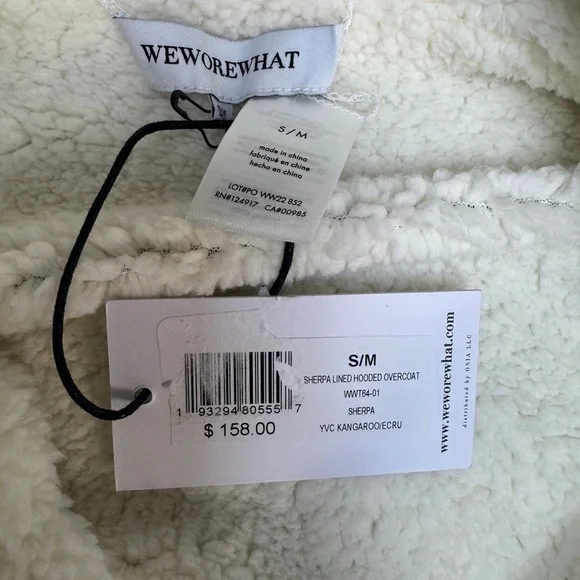 WEWOREWHAT
S/M
made in china
fabriqué en chine
hecho en china
LOT#PO WW22 852
RN#124917 CA#00985
S/M
SHERPA LINED HOODED OVERCOAT
WWT64-01
SHERPA
YVC KANGAROO/ECRU
1 93294 80555 7
$ 158.00
www.weworewhat.com
distributed by ONIA LLC